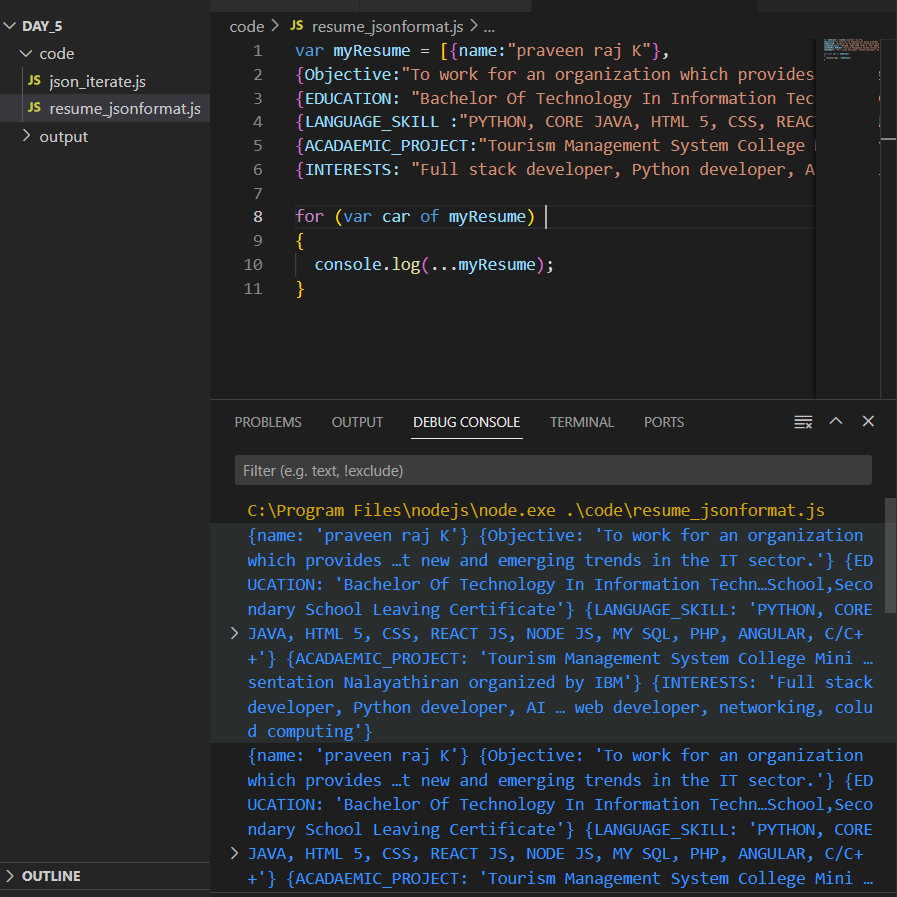 DAY_5
code
JS json_iterate.js
JS resume_jsonformat.js
output
code > JS resume_jsonformat.js > ...
1 var myResume = [{name:"praveen raj K"},
2 {Objective:"To work for an organization which provides
3 {EDUCATION: "Bachelor Of Technology In Information Tec
4 {LANGUAGE_SKILL :"PYTHON, CORE JAVA, HTML 5, CSS, REAC
5 {ACADAEMIC_PROJECT:"Tourism Management System College
6 {INTERESTS: "Full stack developer, Python developer, A
7
8 for (var car of myResume)
9 {
10 console.log(...myResume);
11 }
PROBLEMS OUTPUT DEBUG CONSOLE TERMINAL PORTS
Filter (e.g. text, !exclude)
C:\Program Files\nodejs\node.exe .\code\resume_jsonformat.js
{name: 'praveen raj K'} {Objective: 'To work for an organization
which provides …t new and emerging trends in the IT sector.'} {ED
UCATION: 'Bachelor Of Technology In Information Techn…School,Seco
ndary School Leaving Certificate'} {LANGUAGE_SKILL: 'PYTHON, CORE
JAVA, HTML 5, CSS, REACT JS, NODE JS, MY SQL, PHP, ANGULAR, C/C+
+'} {ACADAEMIC_PROJECT: 'Tourism Management System College Mini …
sentation Nalayathiran organized by IBM'} {INTERESTS: 'Full stack
developer, Python developer, AI … web developer, networking, colu
d computing'}
{name: 'praveen raj K'} {Objective: 'To work for an organization
which provides …t new and emerging trends in the IT sector.'} {ED
UCATION: 'Bachelor Of Technology In Information Techn…School,Seco
ndary School Leaving Certificate'} {LANGUAGE_SKILL: 'PYTHON, CORE
JAVA, HTML 5, CSS, REACT JS, NODE JS, MY SQL, PHP, ANGULAR, C/C+
+'} {ACADAEMIC_PROJECT: 'Tourism Management System College Mini …
OUTLINE